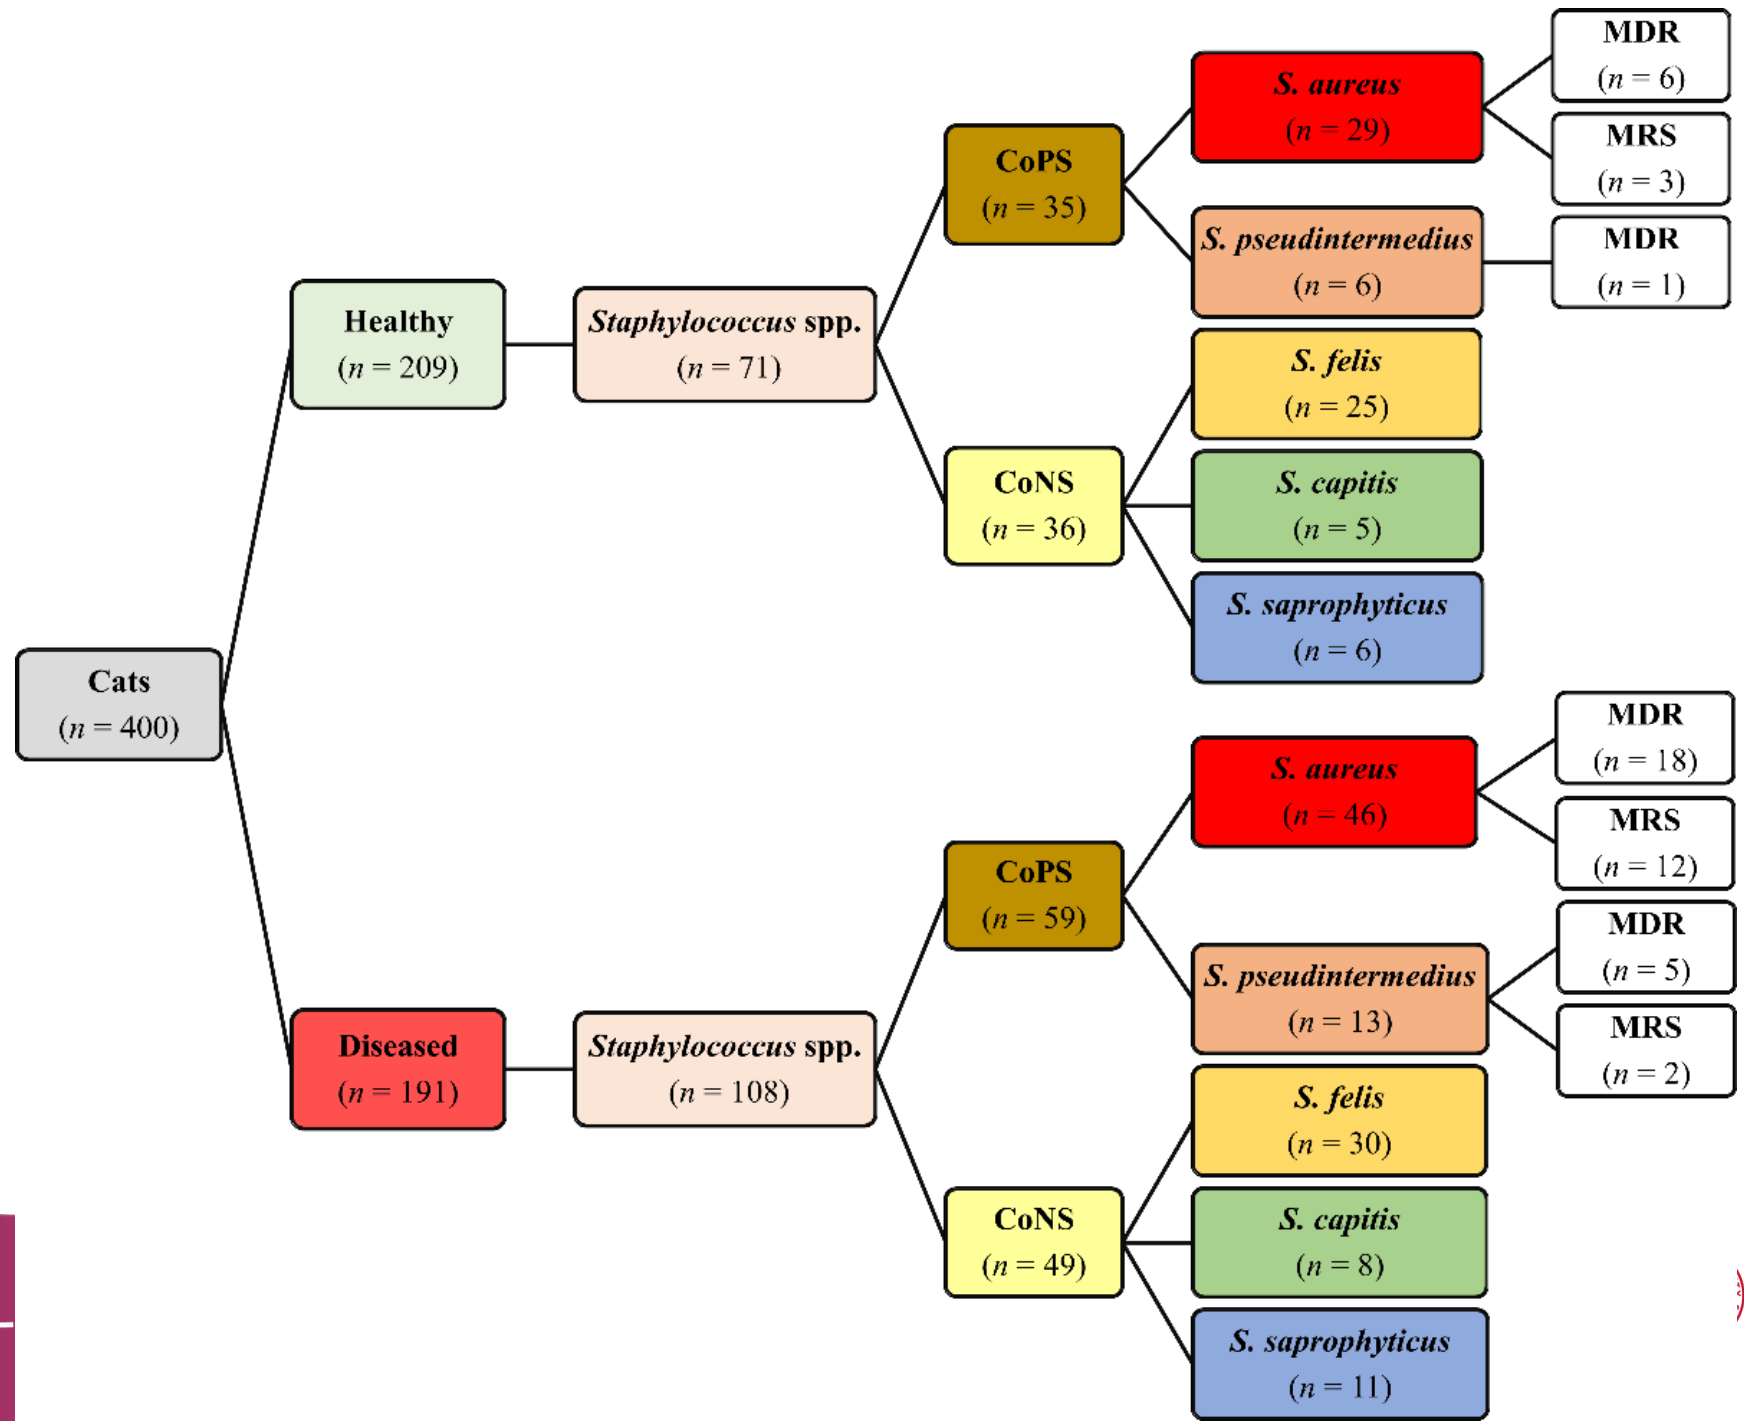 Cats
(n = 400)
Healthy
(n = 209)
Staphylococcus spp.
(n = 71)
CoPS
(n = 35)
S. aureus
(n = 29)
MDR
(n = 6)
MRS
(n = 3)
S. pseudintermedius
(n = 6)
MDR
(n = 1)
CoNS
(n = 36)
S. felis
(n = 25)
S. capitis
(n = 5)
S. saprophyticus
(n = 6)
Diseased
(n = 191)
Staphylococcus spp.
(n = 108)
CoPS
(n = 59)
S. aureus
(n = 46)
MDR
(n = 18)
MRS
(n = 12)
S. pseudintermedius
(n = 13)
MDR
(n = 5)
MRS
(n = 2)
CoNS
(n = 49)
S. felis
(n = 30)
S. capitis
(n = 8)
S. saprophyticus
(n = 11)